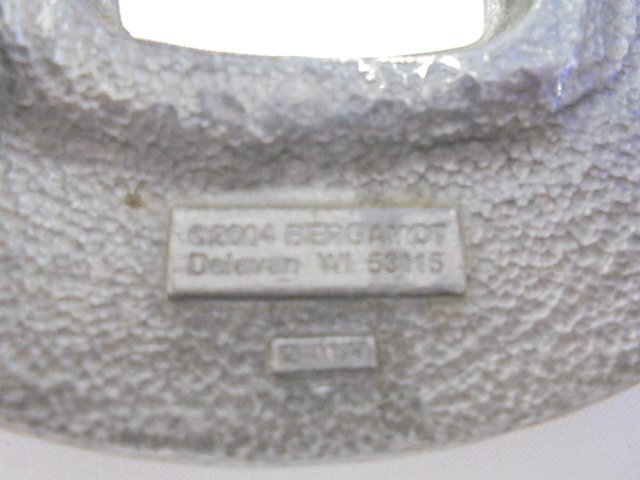 ©2004 BERGAMOT
Delavan WI. 53115